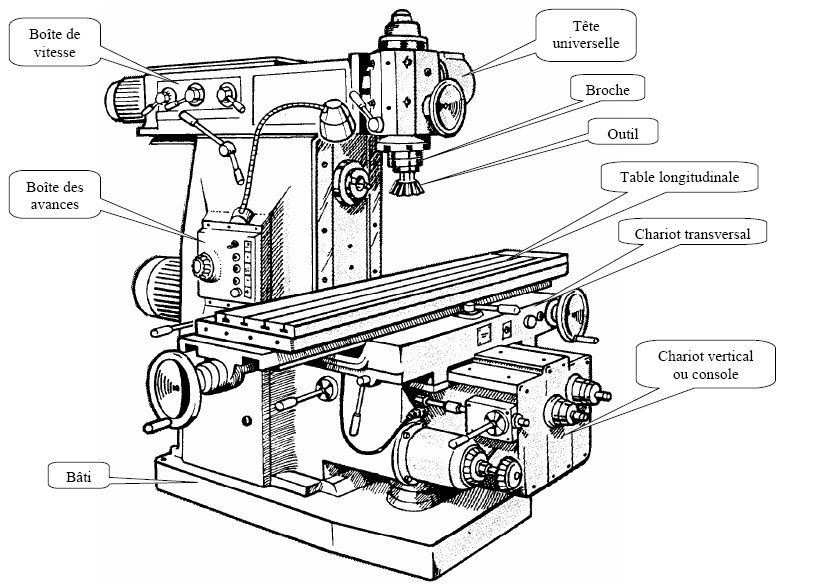 Boîte de
vitesse
Tête
universelle
Broche
Outil
Table longitudinale
Boîte des
avances
Chariot transversal
Chariot vertical
ou console
Bâti